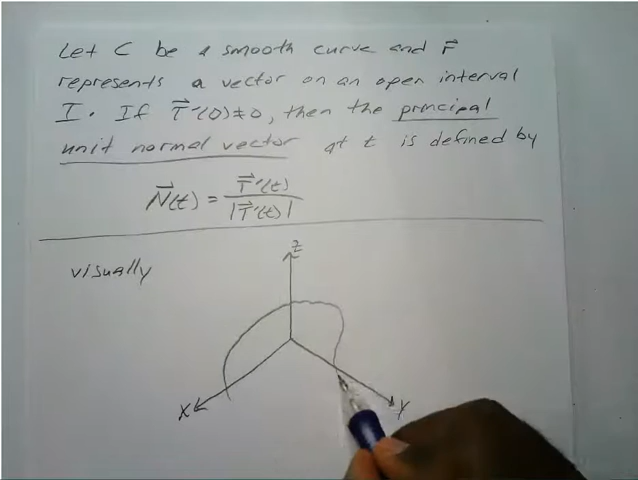 Let C be a smooth curve and r⃗
represents a vector on an open interval
I. If T⃗'(0)≠0, then the principal
unit normal vector at t is defined by
N⃗(t) = T⃗'(t) / |T⃗'(t)|
visually
z
x
y